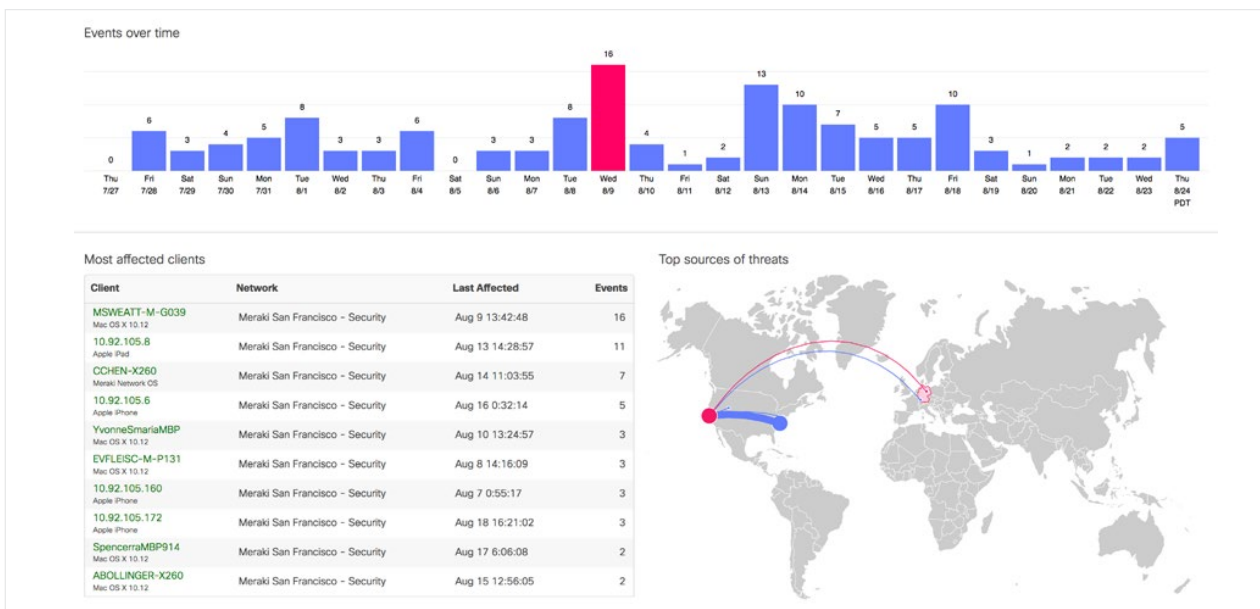 Events over time
0 6 3 4 5 8 3 3 6 0 3 3 8 16 4 1 2 13 10 7 5 5 10 3 1 2 2 2 5
Thu Fri Sat Sun Mon Tue Wed Thu Fri Sat Sun Mon Tue Wed Thu Fri Sat Sun Mon Tue Wed Thu Fri Sat Sun Mon Tue Wed Thu
7/27 7/28 7/29 7/30 7/31 8/1 8/2 8/3 8/4 8/5 8/6 8/7 8/8 8/9 8/10 8/11 8/12 8/13 8/14 8/15 8/16 8/17 8/18 8/19 8/20 8/21 8/22 8/23 8/24
PDT
Most affected clients
Client Network Last Affected Events
MSWEATT-M-G039 Meraki San Francisco - Security Aug 9 13:42:48 16
Mac OS X 10.12
10.92.105.8 Meraki San Francisco - Security Aug 13 14:28:57 11
Apple iPad
CCHEN-X260 Meraki San Francisco - Security Aug 14 11:03:55 7
Meraki Network OS
10.92.105.6 Meraki San Francisco - Security Aug 16 0:32:14 5
Apple iPhone
YvonneSmariaMBP Meraki San Francisco - Security Aug 10 13:24:57 3
Mac OS X 10.12
EVFLEISC-M-P131 Meraki San Francisco - Security Aug 8 14:16:09 3
Mac OS X 10.12
10.92.105.160 Meraki San Francisco - Security Aug 7 0:55:17 3
Apple iPhone
10.92.105.172 Meraki San Francisco - Security Aug 18 16:21:02 3
Apple iPhone
SpencerraMBP914 Meraki San Francisco - Security Aug 17 6:06:08 2
Mac OS X 10.12
ABOLLINGER-X260 Meraki San Francisco - Security Aug 15 12:56:05 2
Mac OS X 10.12
Top sources of threats